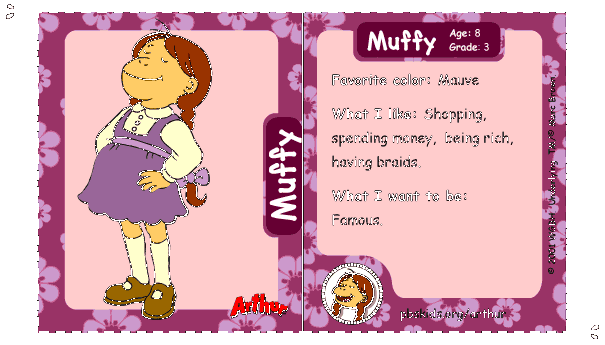 Muffy
Arthur
Muffy
Age: 8
Grade: 3
Favorite color: Mauve
What I like: Shopping,
spending money, being rich,
having braids.
What I want to be:
Famous.
pbskids.org/arthur